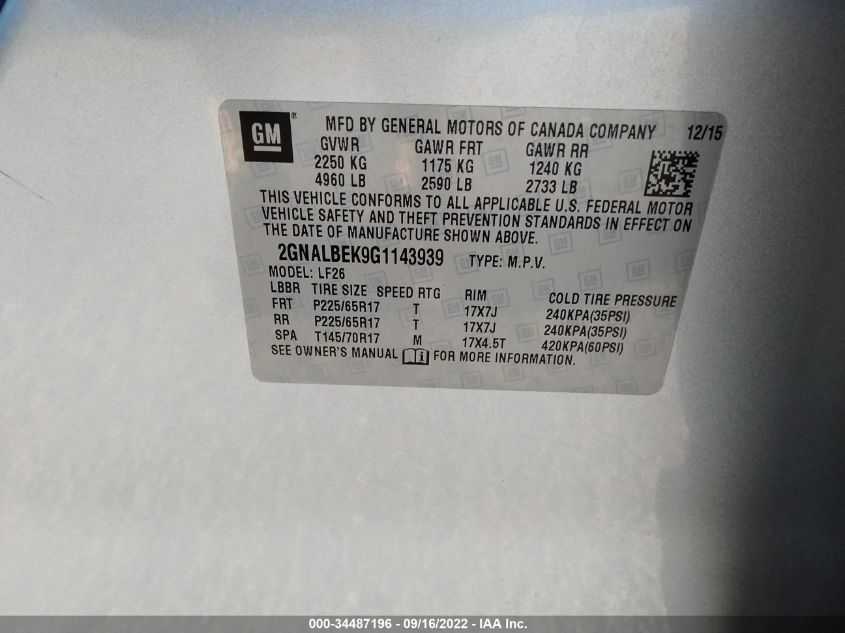 GM ® MFD BY GENERAL MOTORS OF CANADA COMPANY 12/15
GVWR GAWR FRT GAWR RR
2250 KG 1175 KG 1240 KG
4960 LB 2590 LB 2733 LB
THIS VEHICLE CONFORMS TO ALL APPLICABLE U.S. FEDERAL MOTOR
VEHICLE SAFETY AND THEFT PREVENTION STANDARDS IN EFFECT ON
THE DATE OF MANUFACTURE SHOWN ABOVE.
2GNALBEK9G1143939 TYPE: M.P.V.
MODEL: LF26
LBBR TIRE SIZE SPEED RTG RIM COLD TIRE PRESSURE
FRT P225/65R17 T 17X7J 240KPA(35PSI)
RR P225/65R17 T 17X7J 240KPA(35PSI)
SPA T145/70R17 M 17X4.5T 420KPA(60PSI)
SEE OWNER'S MANUAL FOR MORE INFORMATION.
000-34487196 - 09/16/2022 - IAA Inc.